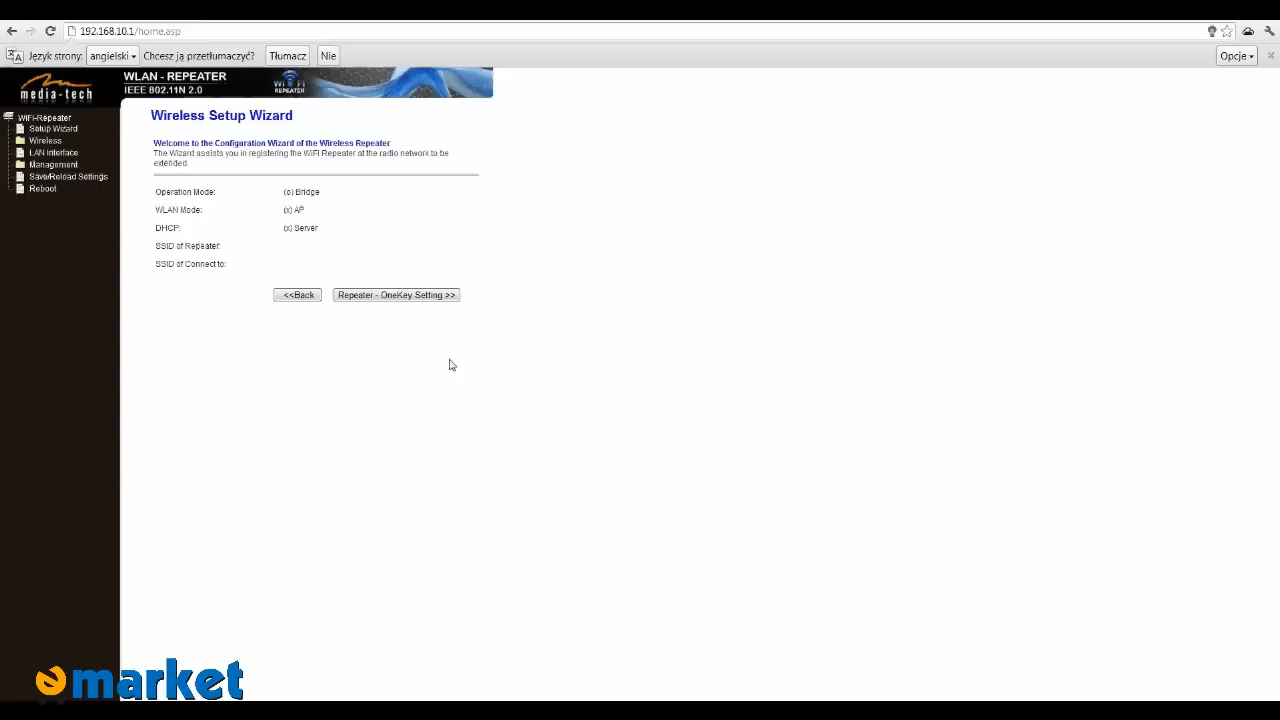 192.168.10.1/home.asp
Język strony: angielski Chcesz ją przetłumaczyć? Tłumacz Nie Opcje
media-tech
WLAN - REPEATER
IEEE 802.11N 2.0
WI FI
REPEATER
WiFi-Repeater
Setup Wizard
Wireless
LAN Interface
Management
Save/Reload Settings
Reboot
Wireless Setup Wizard
Welcome to the Configuration Wizard of the Wireless Repeater
The Wizard assists you in registering the WiFi Repeater at the radio network to be
extended.
Operation Mode: (o) Bridge
WLAN Mode: (x) AP
DHCP: (x) Server
SSID of Repeater:
SSID of Connect to:
<<Back Repeater - OneKey Setting >>
emarket